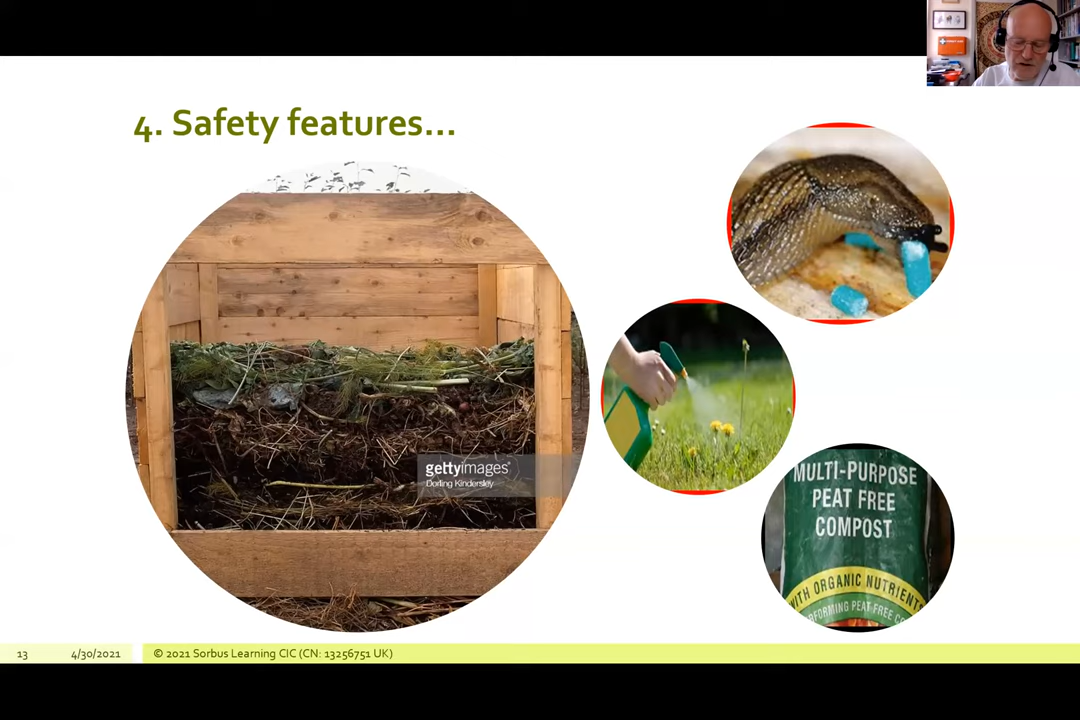 4. Safety features...
gettyimages®
Dorling Kindersley
MULTI-PURPOSE
PEAT FREE
COMPOST
WITH ORGANIC NUTRIENTS
PEAT FREE
13
4/30/2021
© 2021 Sorbus Learning CIC (CN: 13256751 UK)